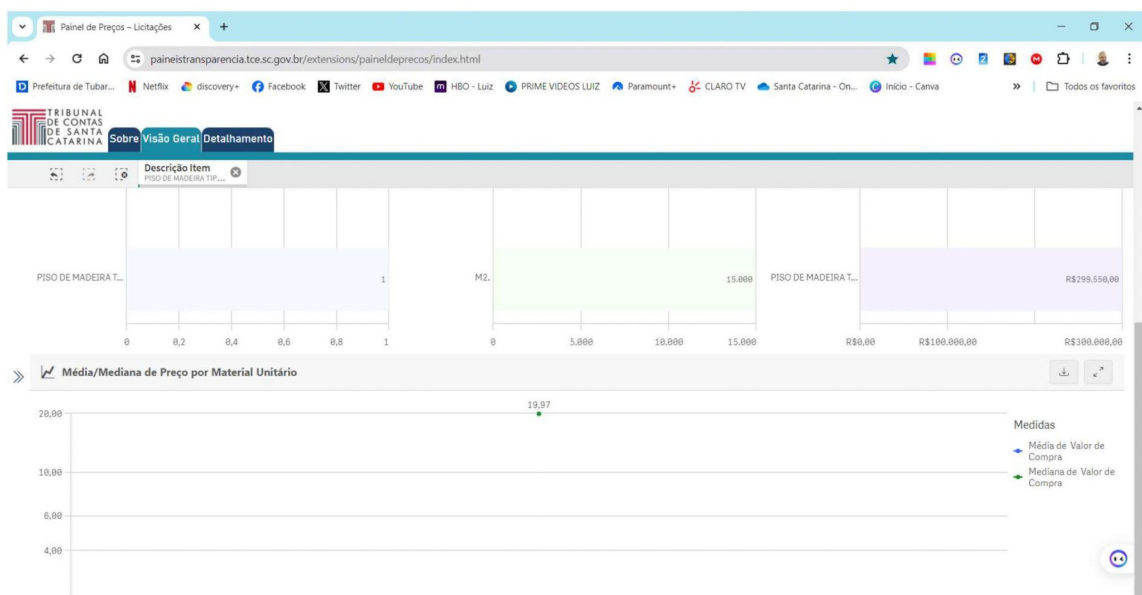 Painel de Preços – Licitações
paineistransparencia.tce.sc.gov.br/extensions/paineldeprecos/index.html
Prefeitura de Tubar... Netflix discovery+ Facebook Twitter YouTube HBO - Luiz PRIME VIDEOS LUIZ Paramount+ CLARO TV Santa Catarina - On... Início - Canva » Todos os favoritos
TRIBUNAL
DE CONTAS
DE SANTA
CATARINA
Sobre Visão Geral Detalhamento
Descrição Item
PISO DE MADEIRA TIP...
PISO DE MADEIRA T... 1 M2. 15.000 PISO DE MADEIRA T... R$299.550,00
0 0,2 0,4 0,6 0,8 1 0 5.000 10.000 15.000 R$0,00 R$100.000,00 R$300.000,00
Média/Mediana de Preço por Material Unitário
19,97
20,00
10,00
6,00
4,00
Medidas
Média de Valor de
Compra
Mediana de Valor de
Compra